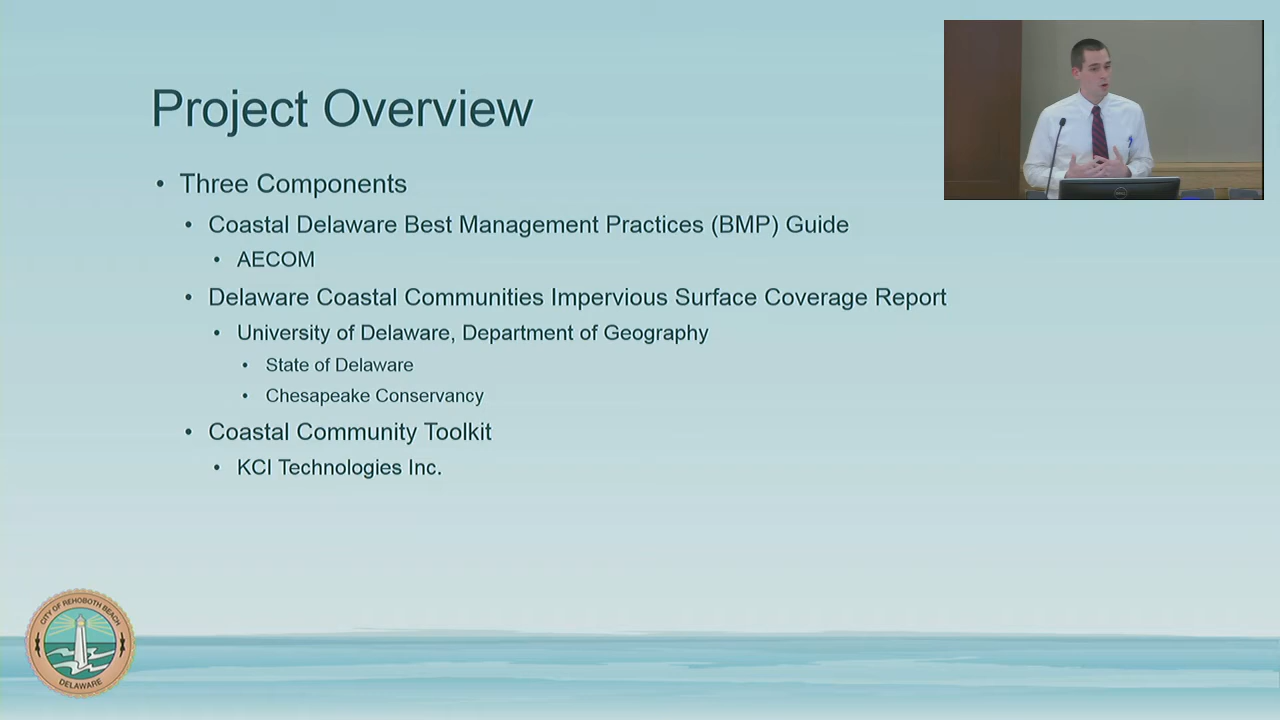 Project Overview
• Three Components
• Coastal Delaware Best Management Practices (BMP) Guide
• AECOM
• Delaware Coastal Communities Impervious Surface Coverage Report
• University of Delaware, Department of Geography
• State of Delaware
• Chesapeake Conservancy
• Coastal Community Toolkit
• KCI Technologies Inc.
CITY OF REHOBOTH BEACH
DELAWARE
DELL